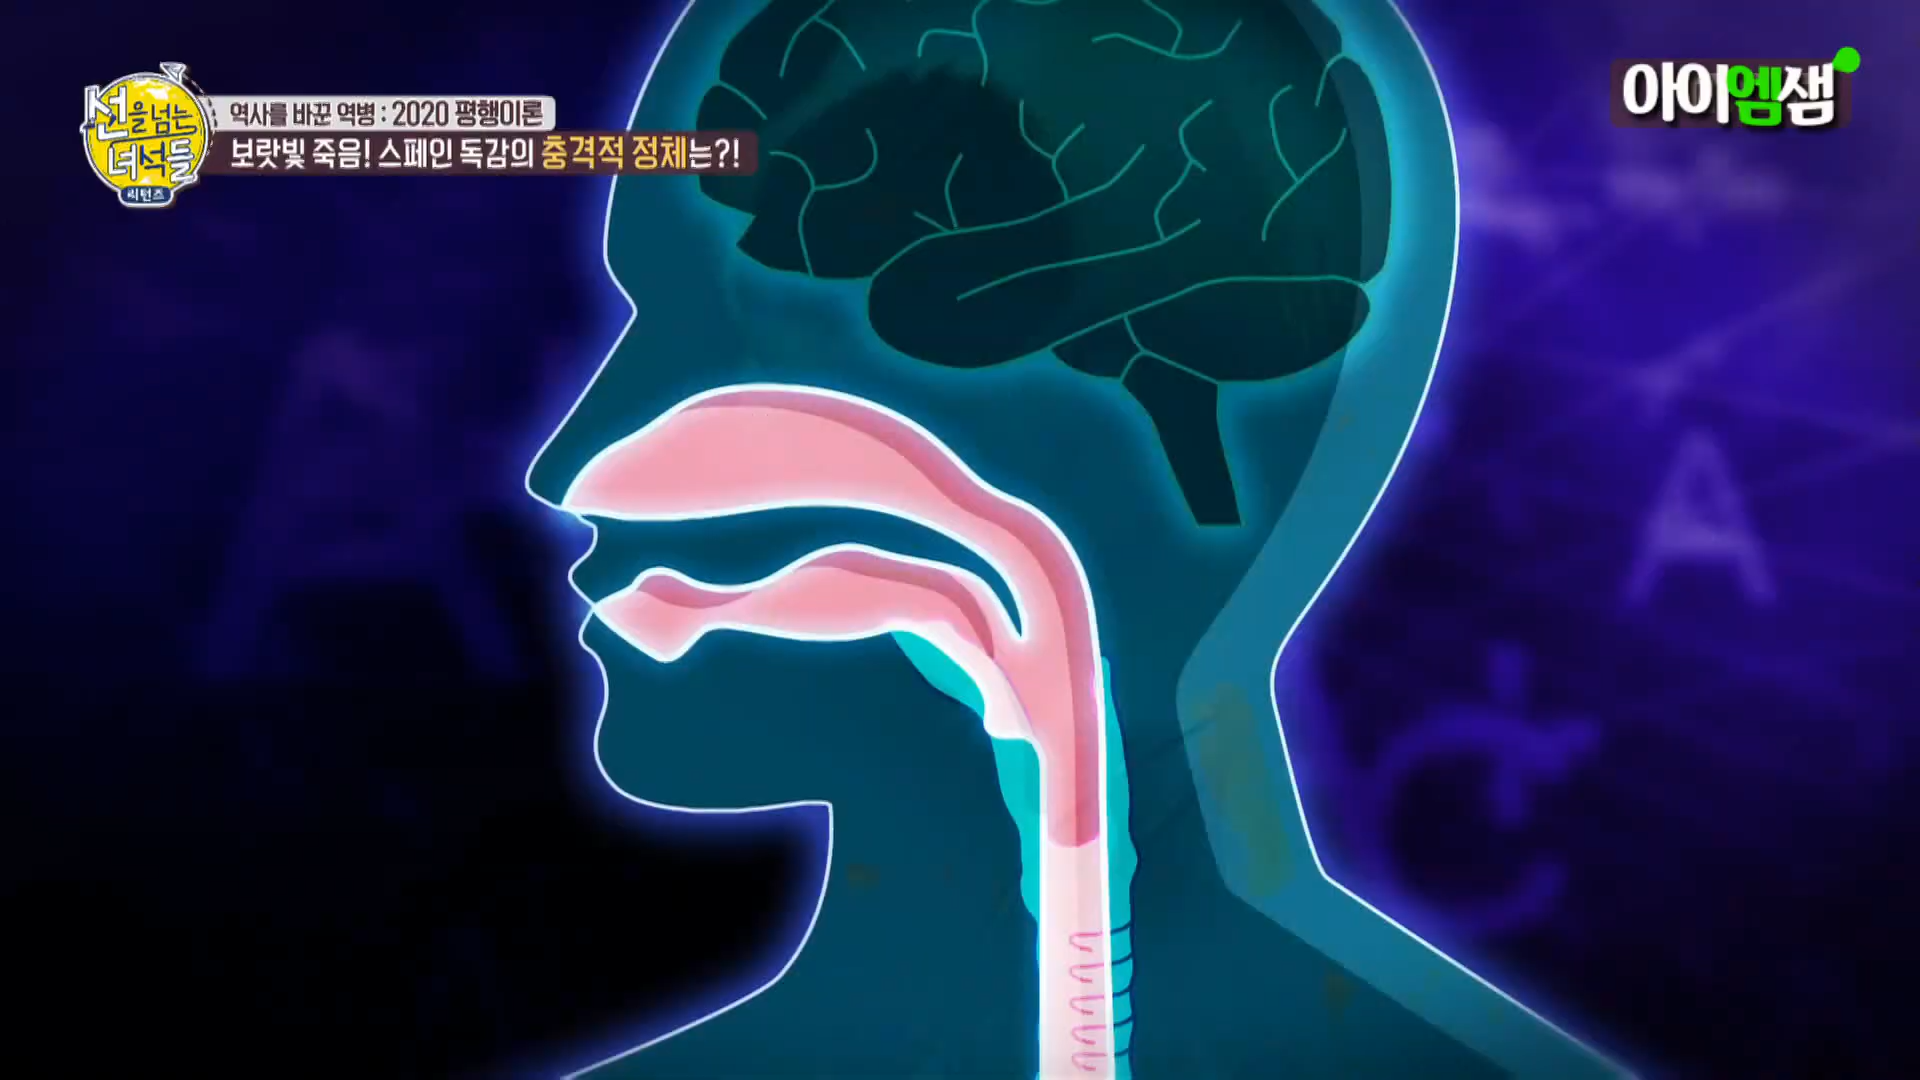 선을 넘는
녀석들
리턴즈
역사를 바꾼 역병 : 2020 평행이론
보랏빛 죽음! 스페인 독감의 충격적 정체는?!
아이엠샘
A
A